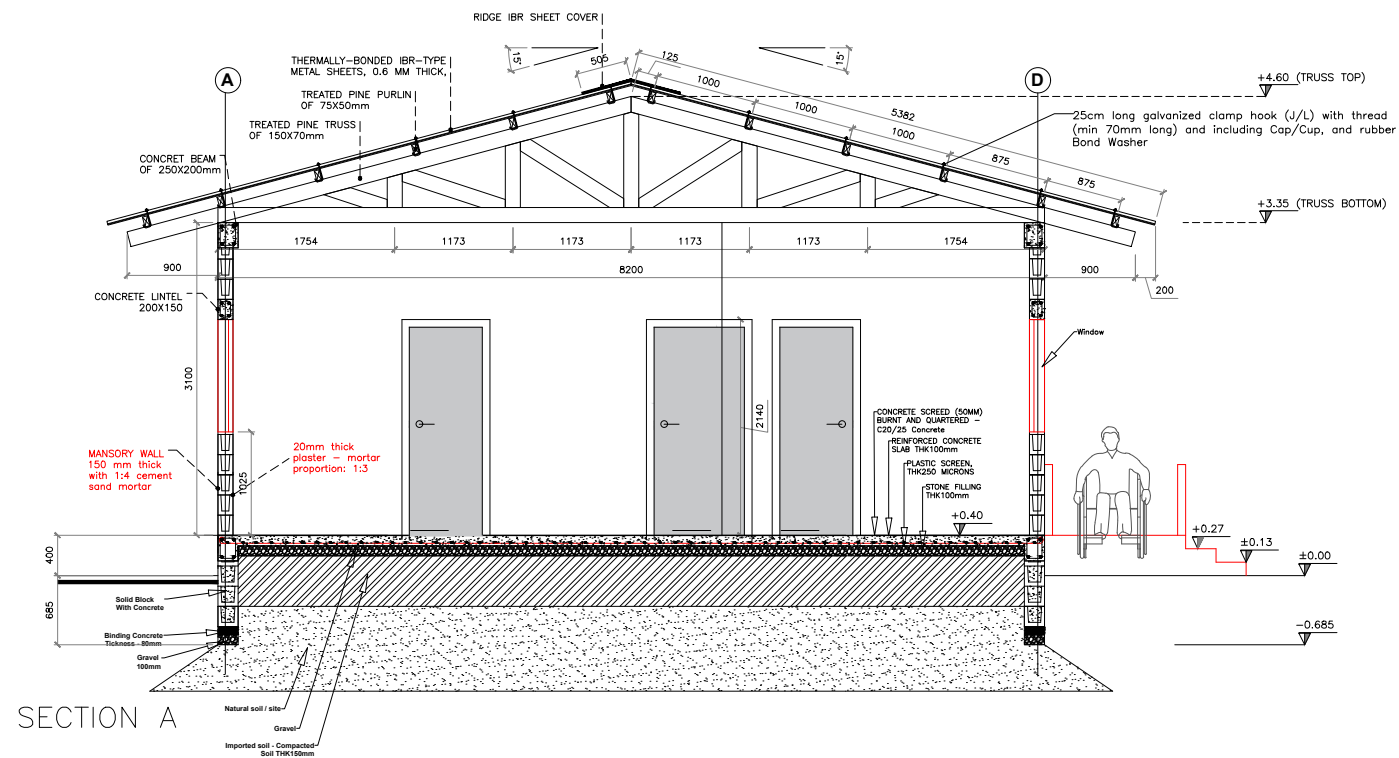 RIDGE IBR SHEET COVER
15°
505
125
15°
THERMALLY-BONDED IBR-TYPE
METAL SHEETS, 0.6 MM THICK,
A
D
1000
+4.60 (TRUSS TOP)
TREATED PINE PURLIN
OF 75X50mm
1000
5382
25cm long galvanized clamp hook (J/L) with thread
(min 70mm long) and including Cap/Cup, and rubber
Bond Washer
TREATED PINE TRUSS
OF 150X70mm
1000
CONCRET BEAM
OF 250X200mm
875
875
+3.35 (TRUSS BOTTOM)
1754
1173
1173
1173
1173
1754
900
8200
900
200
CONCRETE LINTEL
200X150
Window
3100
2140
CONCRETE SCREED (50MM)
BURNT AND QUARTERED –
C20/25 Concrete
REINFORCED CONCRETE
SLAB THK100mm
PLASTIC SCREEN,
THK250 MICRONS
STONE FILLING
THK100mm
MANSORY WALL
150 mm thick
with 1:4 cement
sand mortar
20mm thick
plaster – mortar
proportion: 1:3
1025
+0.40
+0.27
±0.13
±0.00
400
685
Solid Block
With Concrete
Binding Concrete
Tickness - 80mm
Gravel
100mm
-0.685
Natural soil / site
Gravel
Imported soil - Compacted
Soil THK150mm
SECTION A